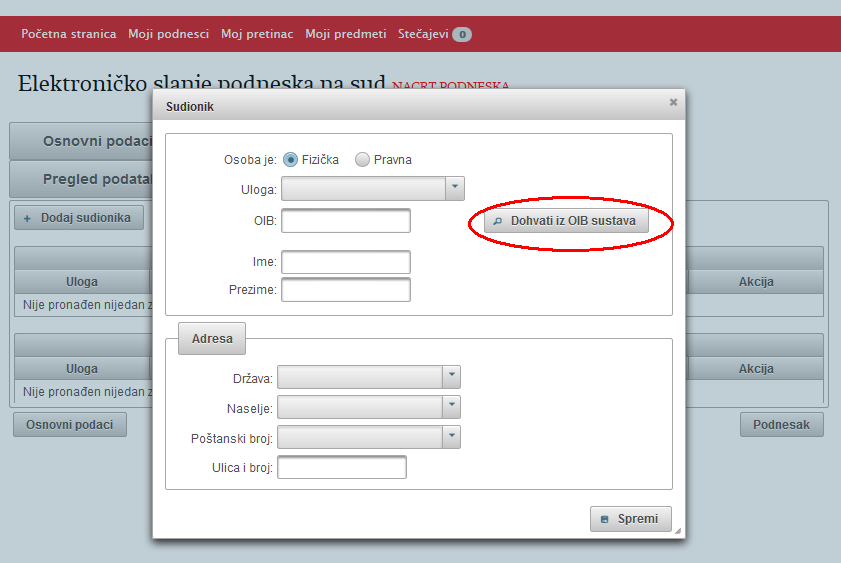 Početna stranica Moji podnesci Moj pretinac Moji predmeti Stečajevi 0
Elektroničko slanje podneska na sud NACRT PODNESKA
Osnovni podaci
Pregled
+ Dodaj sudionika
Uloga Akcija
Nije pronađen nijedan
Uloga Akcija
Nije pronađen nijedan
Osnovni podaci Podnesak
Sudionik
Osoba je: Fizička Pravna
Uloga:
OIB: Dohvati iz OIB sustava
Ime:
Prezime:
Adresa
Država:
Naselje:
Poštanski broj:
Ulica i broj:
Spremi